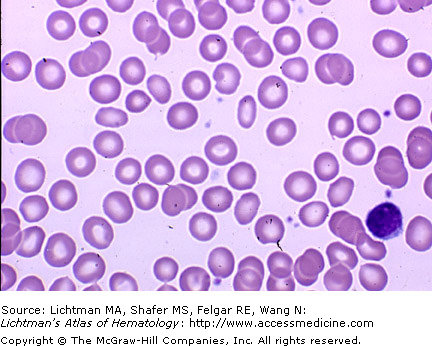 Source: Lichtman MA, Shafer MS, Felgar RE, Wang N:
Lichtman's Atlas of Hematology: http://www.accessmedicine.com
Copyright © The McGraw-Hill Companies, Inc. All rights reserved.